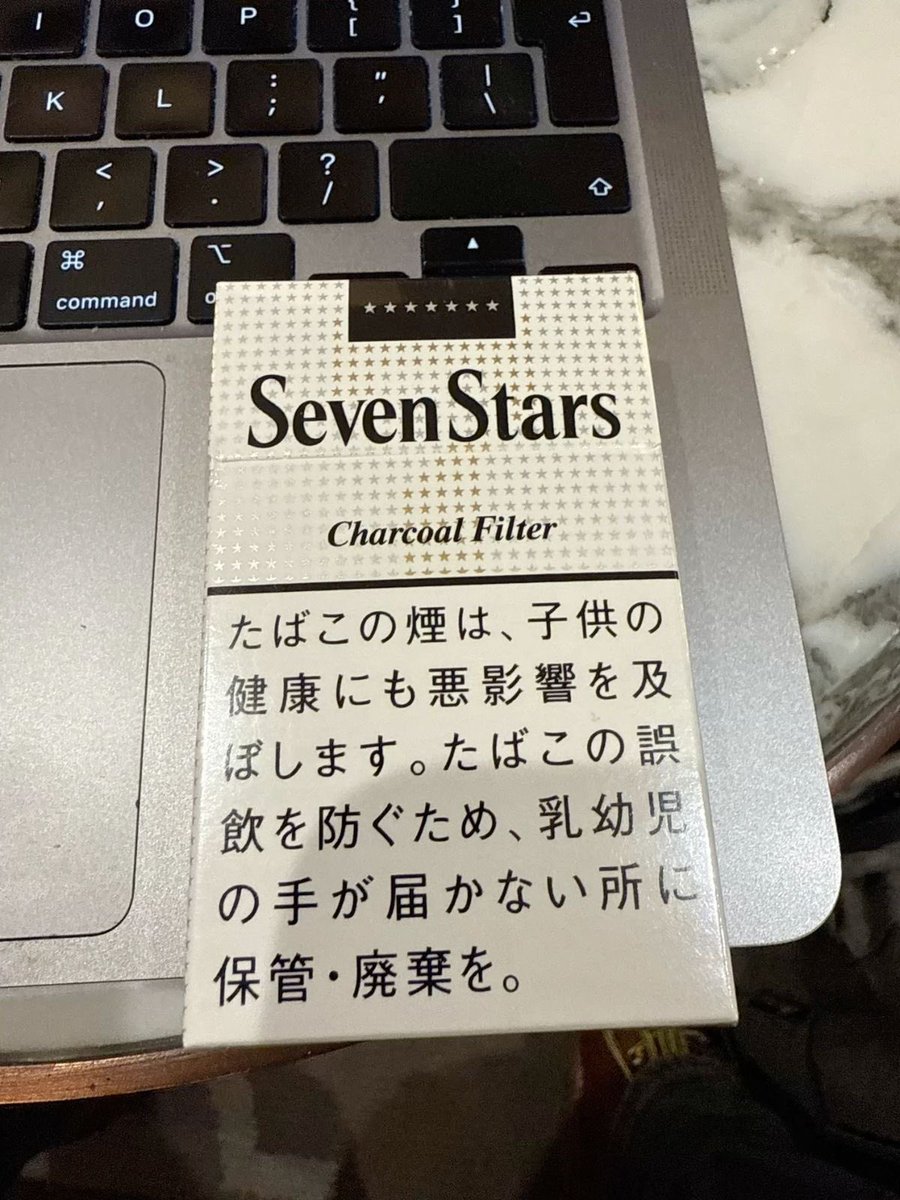 I O P { [ } ]
K L : ; " ' | \
< , > . ? /
command
Seven Stars
Charcoal Filter
たばこの煙は、子供の
健康にも悪影響を及
ぼします。たばこの誤
飲を防ぐため、乳幼児
の手が届かない所に
保管・廃棄を。